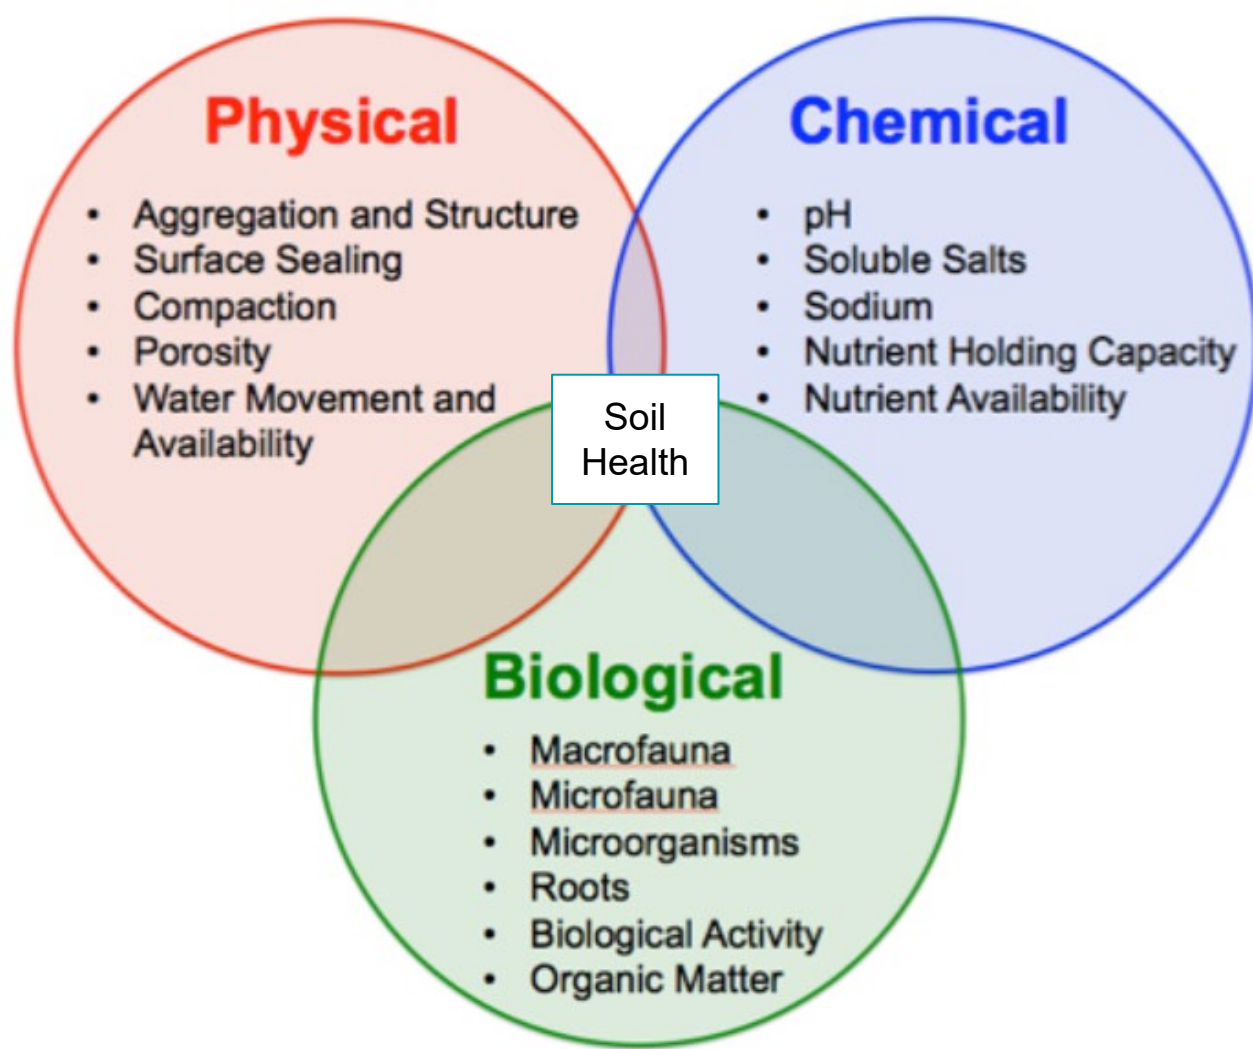 Physical
• Aggregation and Structure
• Surface Sealing
• Compaction
• Porosity
• Water Movement and
Availability
Chemical
• pH
• Soluble Salts
• Sodium
• Nutrient Holding Capacity
• Nutrient Availability
Soil
Health
Biological
• Macrofauna
• Microfauna
• Microorganisms
• Roots
• Biological Activity
• Organic Matter